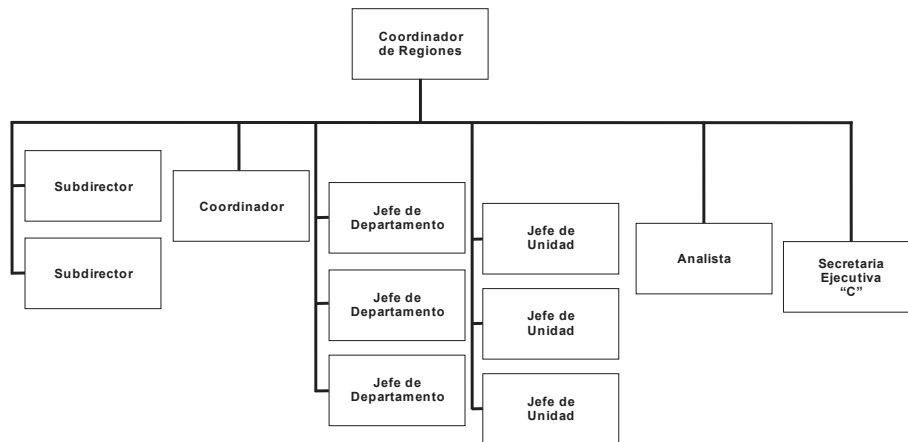 Coordinador
de Regiones
Subdirector
Subdirector
Coordinador
Jefe de
Departamento
Jefe de
Departamento
Jefe de
Departamento
Jefe de
Unidad
Jefe de
Unidad
Jefe de
Unidad
Analista
Secretaria
Ejecutiva
“C”